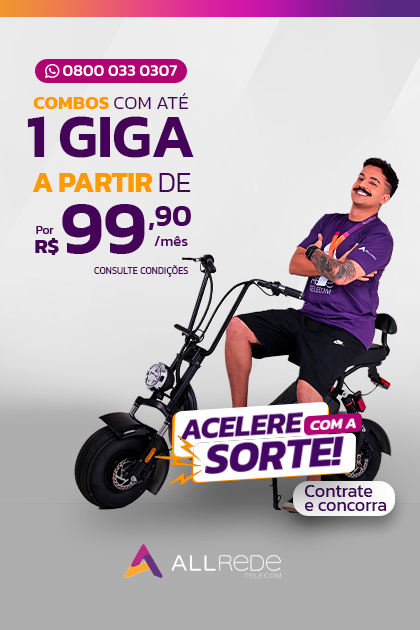 0800 033 0307
COMBOS COM ATÉ
1 GIGA
A PARTIR DE
Por
R$ 99,90
/mês
CONSULTE CONDIÇÕES
TELECOM
ACELERE COM A
SORTE!
Contrate
e concorra
ALLREDE
TELECOM